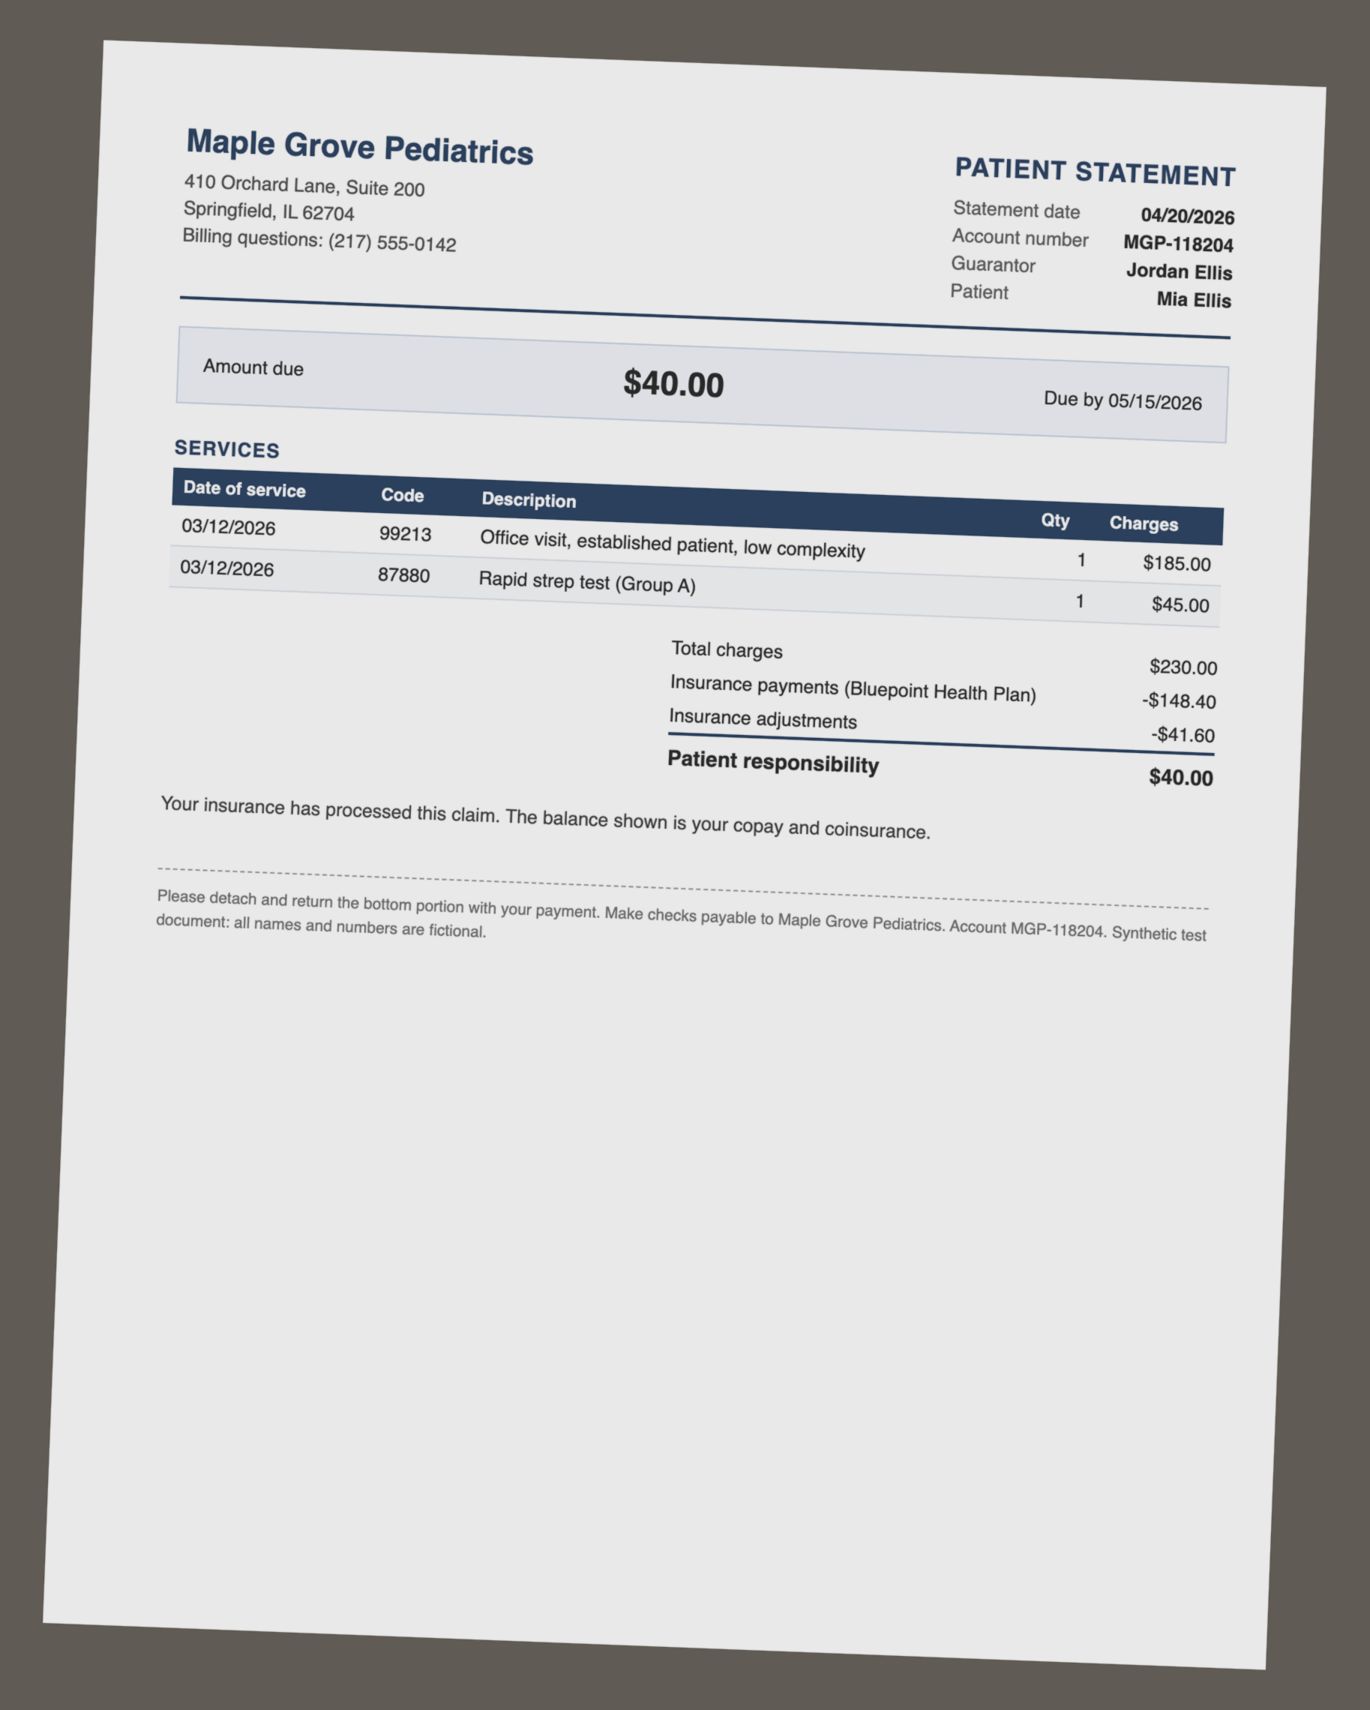 Maple Grove Pediatrics
410 Orchard Lane, Suite 200
Springfield, IL 62704
Billing questions: (217) 555-0142
PATIENT STATEMENT
Statement date 04/20/2026
Account number MGP-118204
Guarantor Jordan Ellis
Patient Mia Ellis
Amount due $40.00 Due by 05/15/2026
SERVICES
Date of service Code Description Qty Charges
03/12/2026 99213 Office visit, established patient, low complexity 1 $185.00
03/12/2026 87880 Rapid strep test (Group A) 1 $45.00
Total charges $230.00
Insurance payments (Bluepoint Health Plan) -$148.40
Insurance adjustments -$41.60
Patient responsibility $40.00
Your insurance has processed this claim. The balance shown is your copay and coinsurance.
Please detach and return the bottom portion with your payment. Make checks payable to Maple Grove Pediatrics. Account MGP-118204. Synthetic test
document: all names and numbers are fictional.